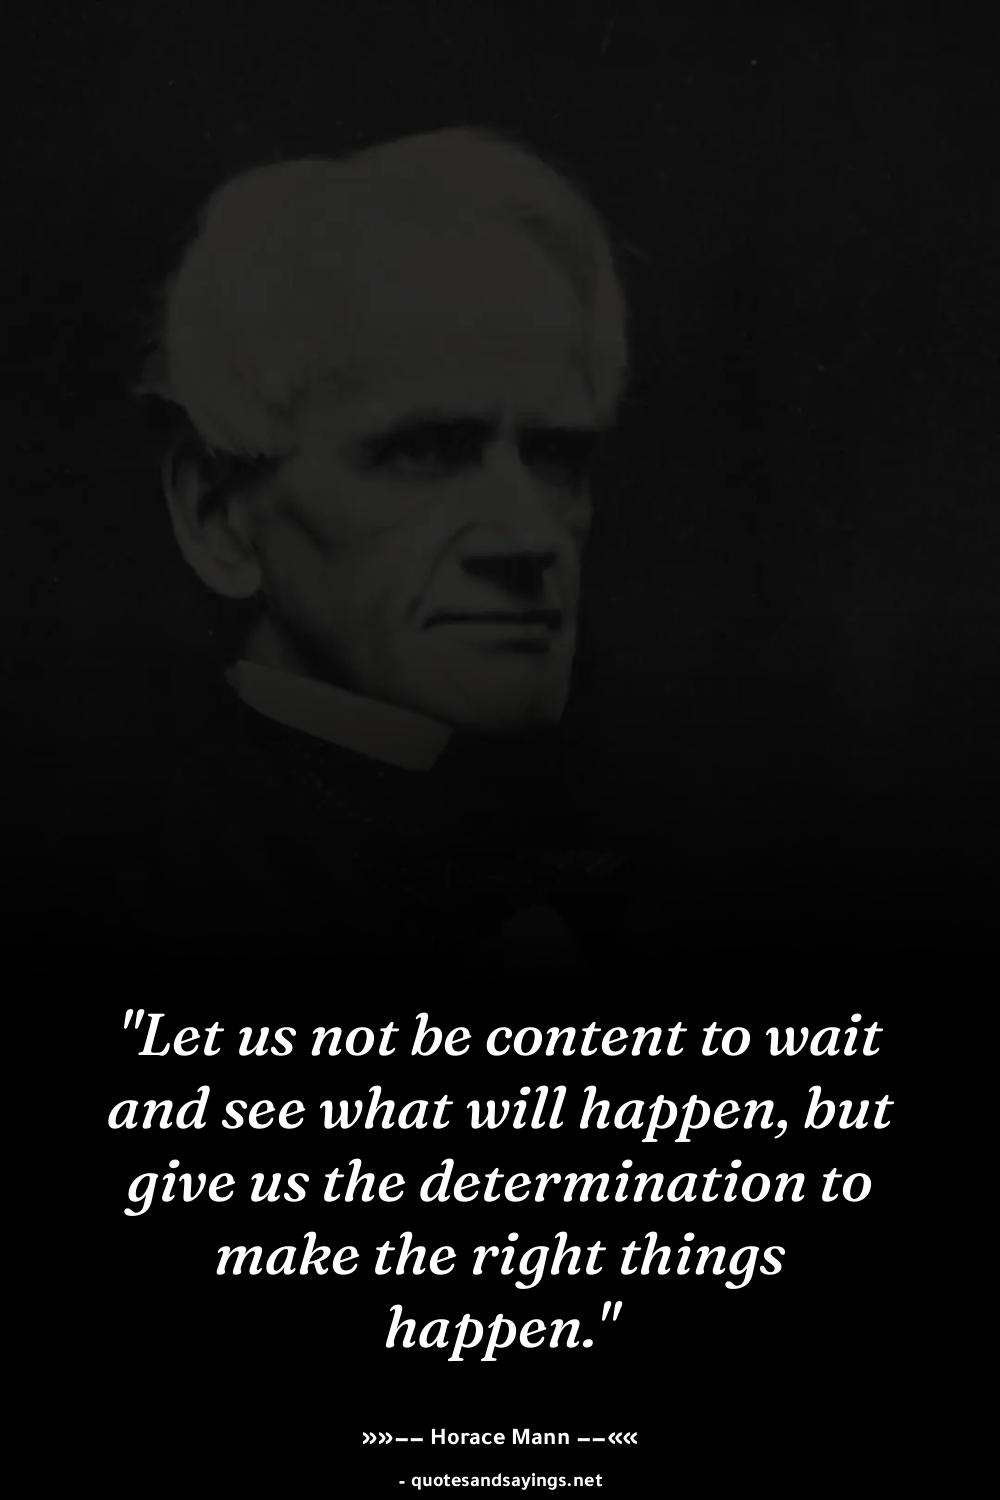 "Let us not be content to wait
and see what will happen, but
give us the determination to
make the right things
happen."
»»−− Horace Mann −−««
- quotesandsayings.net